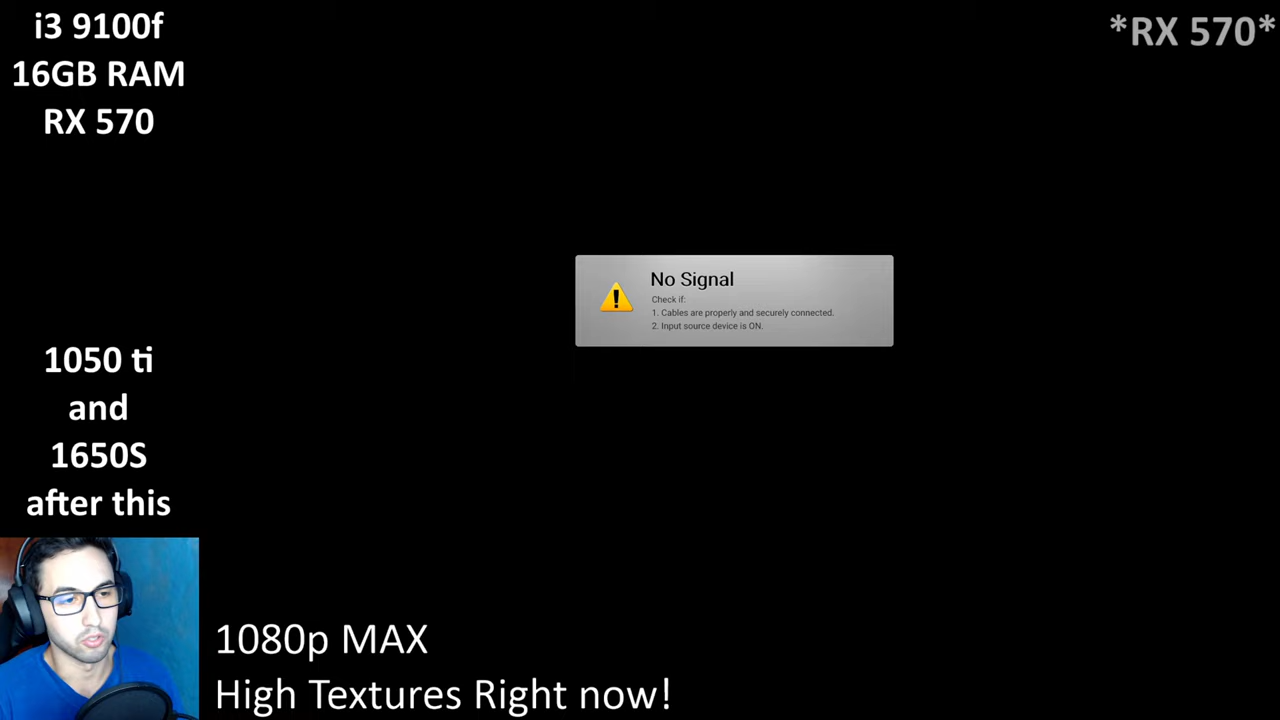 i3 9100f
16GB RAM
RX 570
*RX 570*
No Signal
Check if:
1. Cables are properly and securely connected.
2. Input source device is ON.
1050 ti
and
1650S
after this
1080p MAX
High Textures Right now!